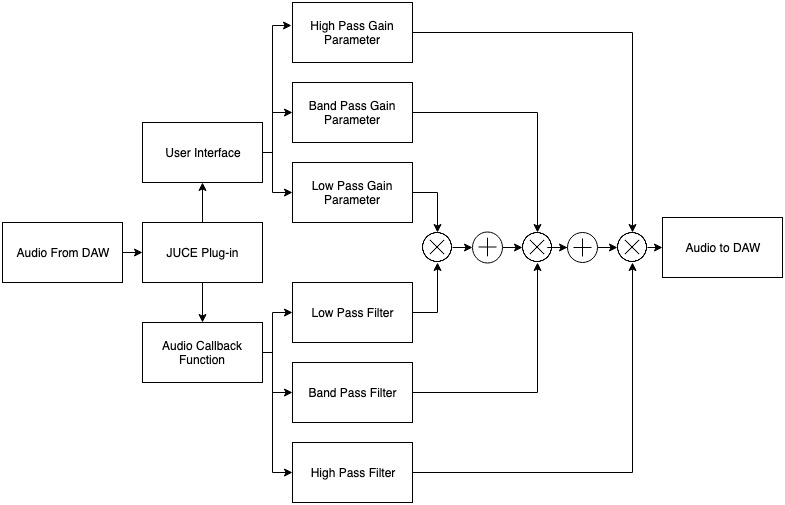 High Pass Gain
Parameter
Band Pass Gain
Parameter
User Interface
Low Pass Gain
Parameter
Audio From DAW
JUCE Plug-in
Audio to DAW
Low Pass Filter
Audio Callback
Function
Band Pass Filter
High Pass Filter